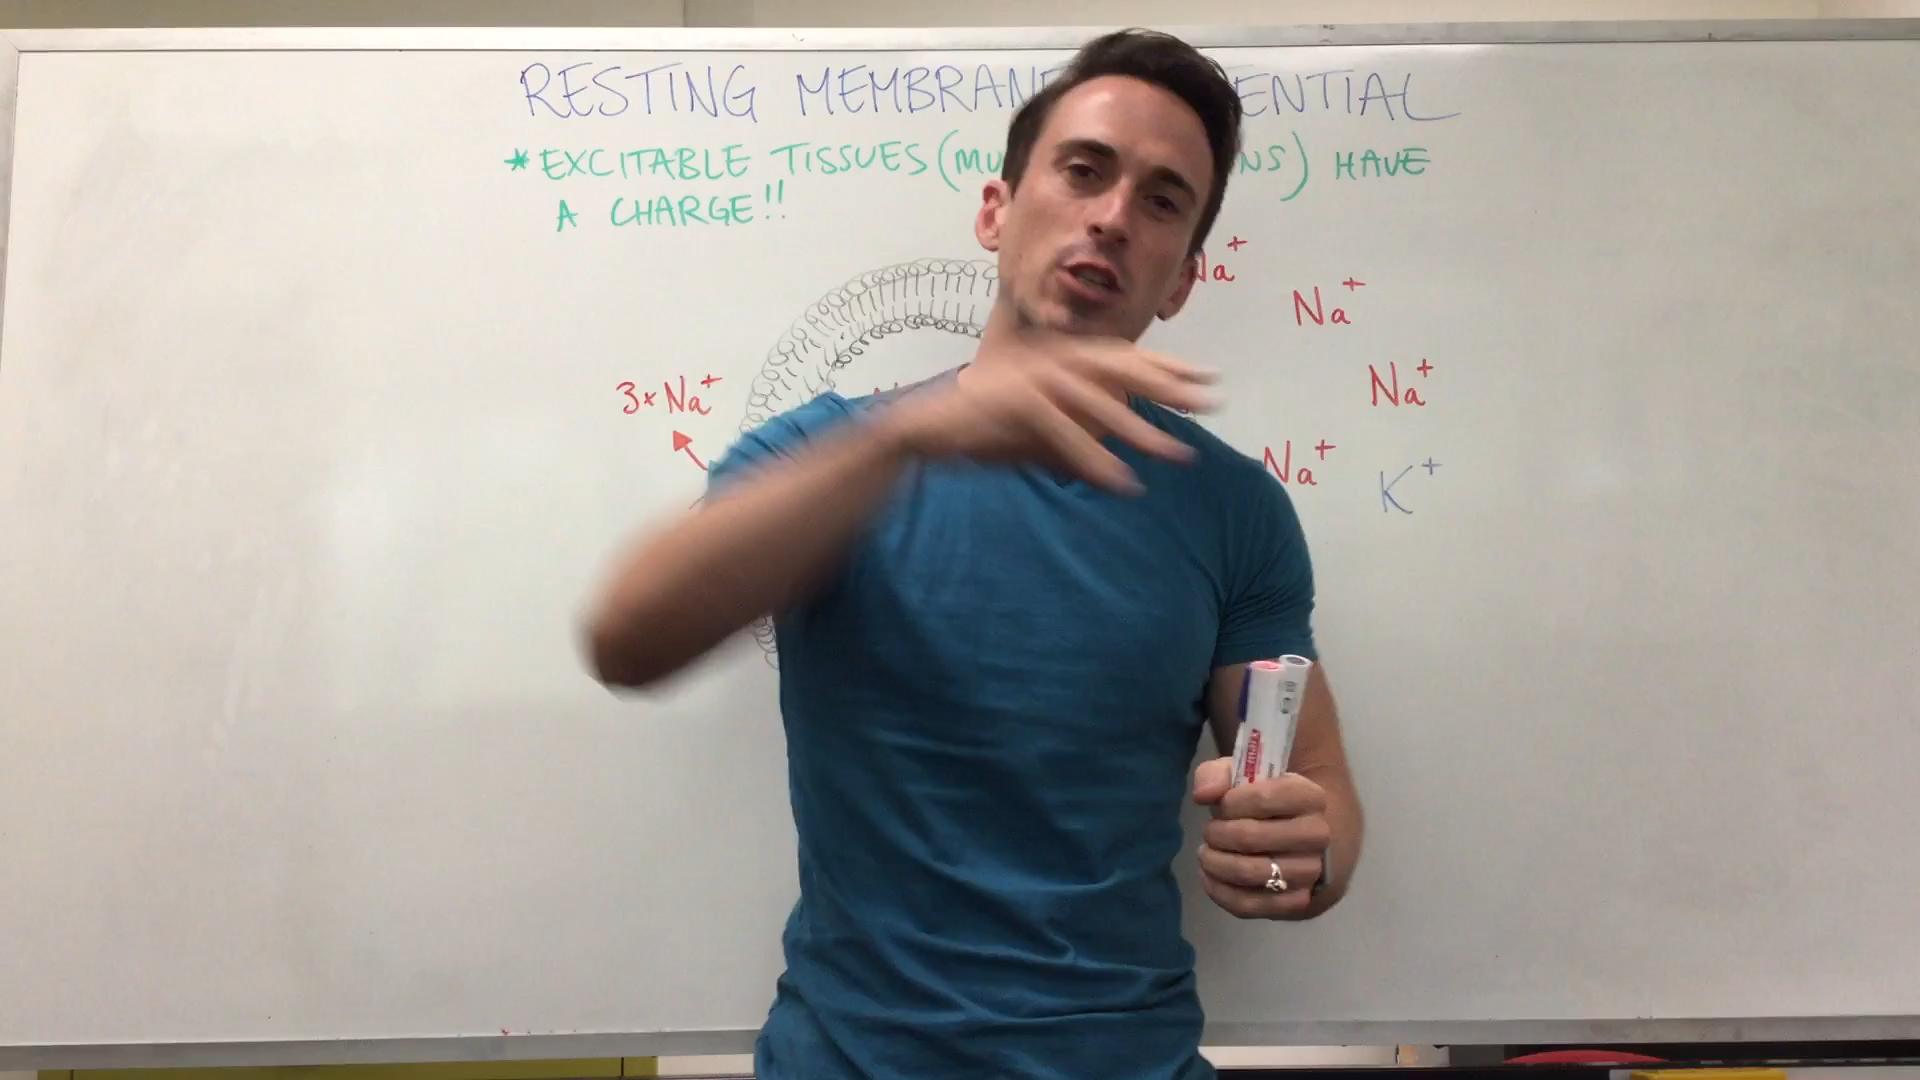 RESTING MEMBRAN ENTIAL
* EXCITABLE TISSUES (MU NS) HAVE
A CHARGE!!
Na+
Na+
3x Na+
Na+
Na+
K+